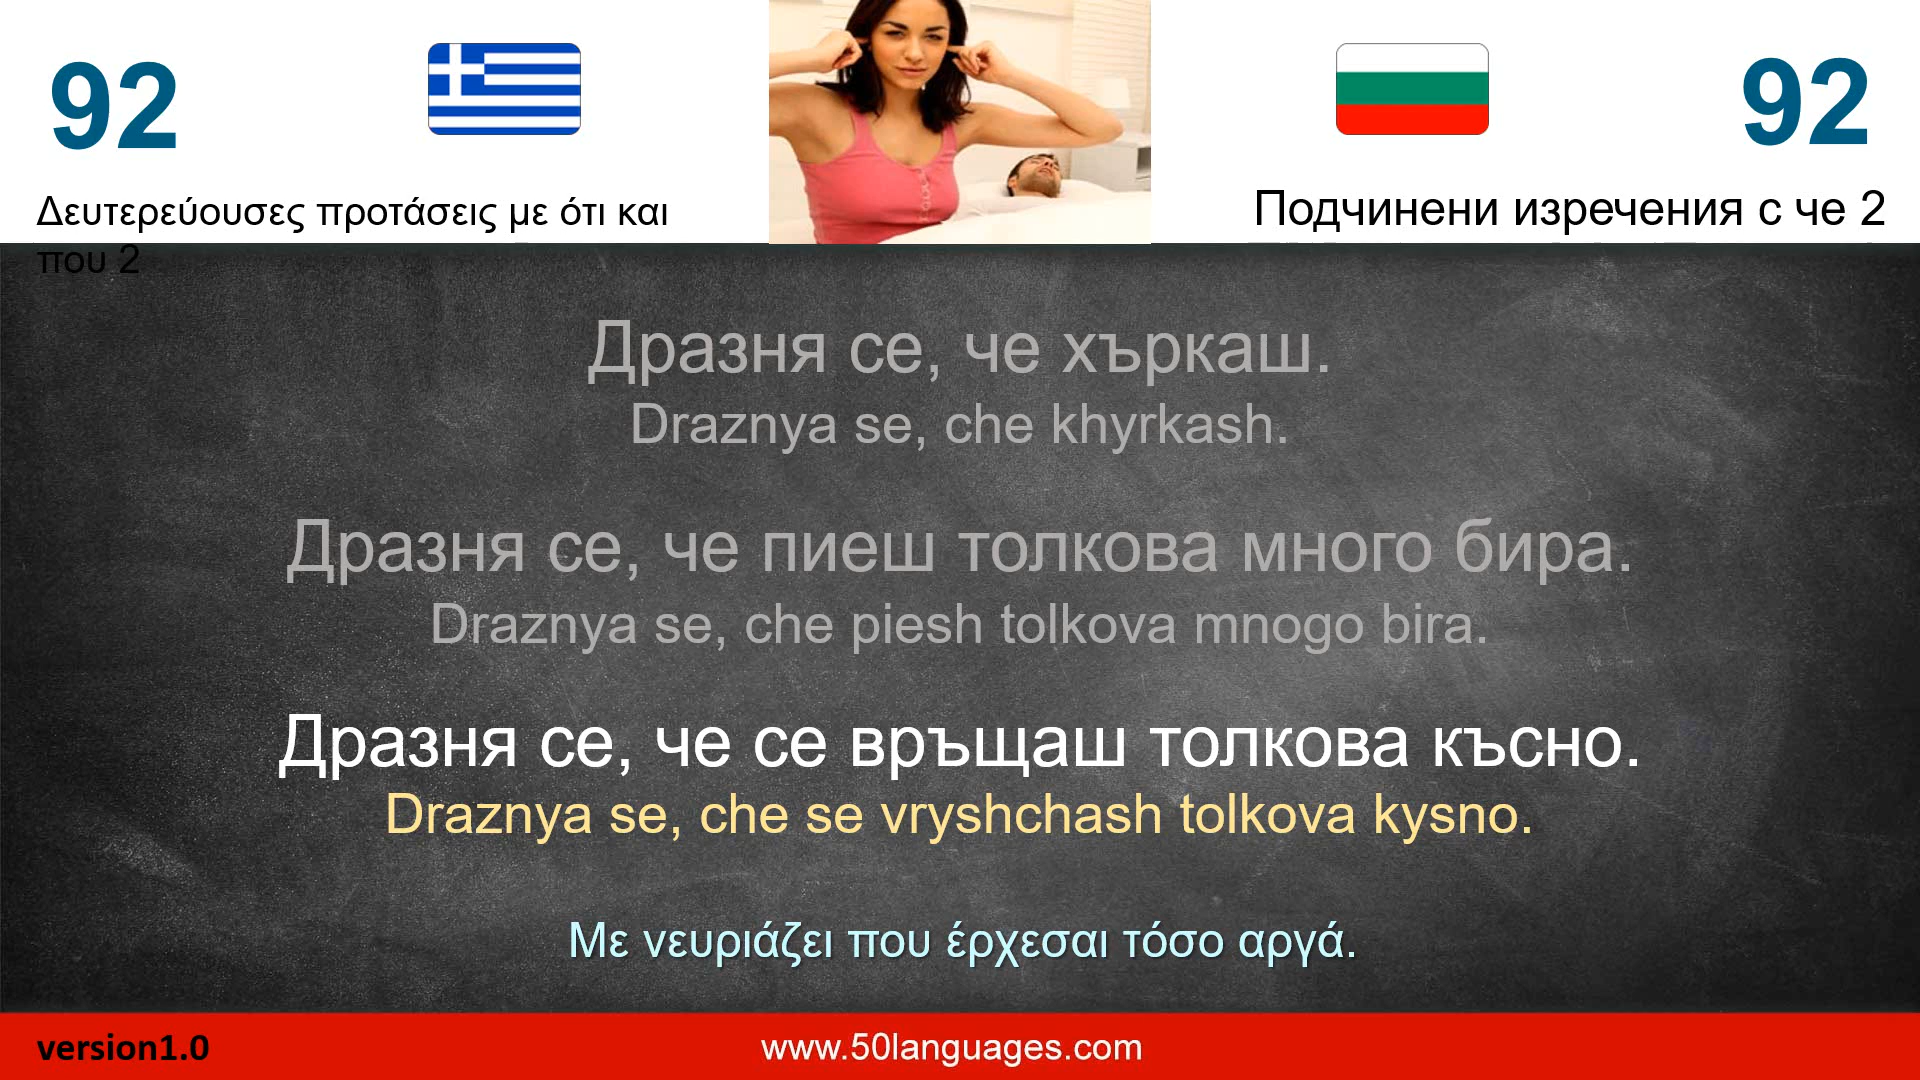 92
92
Δευτερεύουσες προτάσεις με ότι και
που 2
Подчинени изречения с че 2
Дразня се, че хъркаш.
Draznya se, che khyrkash.
Дразня се, че пиеш толкова много бира.
Draznya se, che piesh tolkova mnogo bira.
Дразня се, че се връщаш толкова късно.
Draznya se, che se vryshchash tolkova kysno.
Με νευριάζει που έρχεσαι τόσο αργά.
version1.0
www.50languages.com